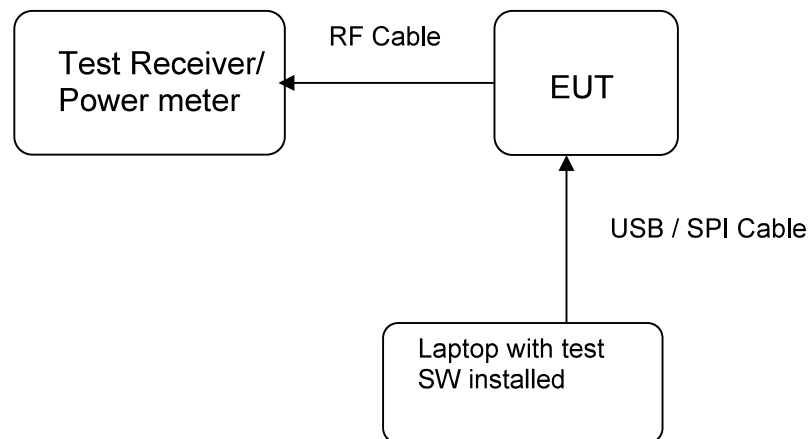 RF Cable
Test Receiver/
Power meter
EUT
USB / SPI Cable
Laptop with test
SW installed